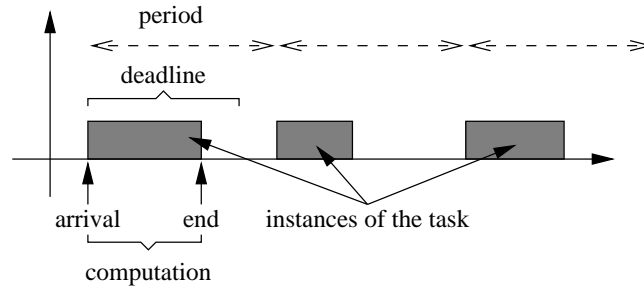 period
deadline
arrival end instances of the task
computation